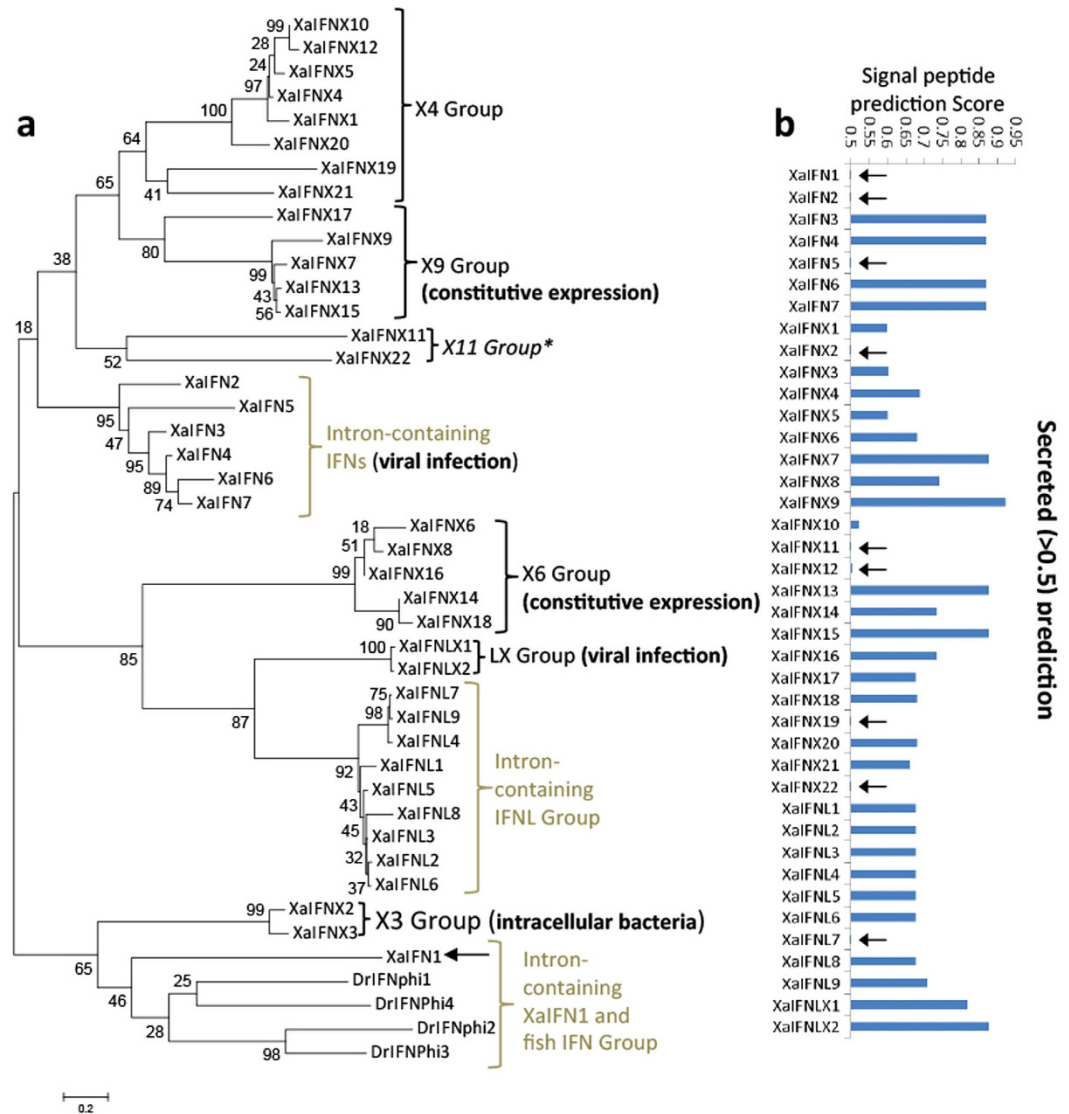 a
99
XaIFNX10
28
XaIFNX12
24
XaIFNX5
97
XaIFNX4
100
XaIFNX1
XaIFNX20
64
XaIFNX19
41
XaIFNX21
X4 Group
65
XaIFNX17
80
XaIFNX9
99
XaIFNX7
43
XaIFNX13
56
XaIFNX15
X9 Group
(constitutive expression)
38
18
XaIFNX11
52
XaIFNX22
X11 Group*
XaIFN2
95
XaIFN5
47
XaIFN3
95
XaIFN4
89
XaIFN6
74
XaIFN7
Intron-containing
IFNs (viral infection)
18
XaIFNX6
51
XaIFNX8
99
XaIFNX16
XaIFNX14
90
XaIFNX18
X6 Group
(constitutive expression)
85
100
XaIFNLX1
XaIFNLX2
LX Group (viral infection)
87
75
XaIFNL7
98
XaIFNL9
XaIFNL4
92
XaIFNL1
XaIFNL5
43
XaIFNL8
45
XaIFNL3
32
XaIFNL2
37
XaIFNL6
Intron-
containing
IFNL Group
99
XaIFNX2
XaIFNX3
X3 Group (intracellular bacteria)
65
XaIFN1
46
25
DrIFNphi1
DrIFNPhi4
28
DrIFNphi2
98
DrIFNPhi3
Intron-
containing
XaIFN1 and
fish IFN Group
0.2
b
Signal peptide
prediction Score
0.5
0.55
0.6
0.65
0.7
0.75
0.8
0.85
0.9
0.95
XaIFN1
XaIFN2
XaIFN3
XaIFN4
XaIFN5
XaIFN6
XaIFN7
XaIFNX1
XaIFNX2
XaIFNX3
XaIFNX4
XaIFNX5
XaIFNX6
XaIFNX7
XaIFNX8
XaIFNX9
XaIFNX10
XaIFNX11
XaIFNX12
XaIFNX13
XaIFNX14
XaIFNX15
XaIFNX16
XaIFNX17
XaIFNX18
XaIFNX19
XaIFNX20
XaIFNX21
XaIFNX22
XaIFNL1
XaIFNL2
XaIFNL3
XaIFNL4
XaIFNL5
XaIFNL6
XaIFNL7
XaIFNL8
XaIFNL9
XaIFNLX1
XaIFNLX2
Secreted (>0.5) prediction